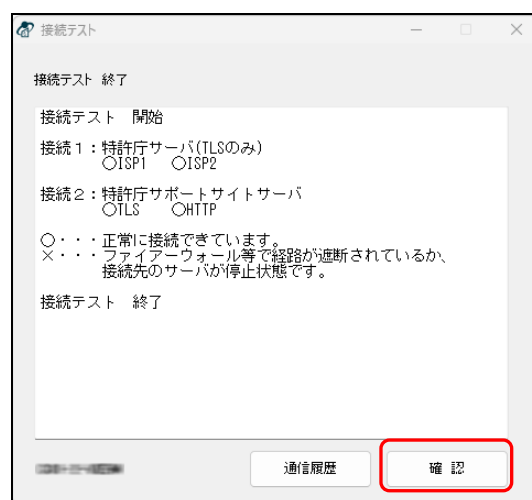 接続テスト
接続テスト 終了
接続テスト 開始
接続1:特許庁サーバ(TLSのみ)
○ISP1 ○ISP2
接続2:特許庁サポートサイトサーバ
○TLS ○HTTP
○・・・正常に接続できています。
×・・・ファイアーウォール等で経路が遮断されているか、
接続先のサーバが停止状態です。
接続テスト 終了
通信履歴
確 認